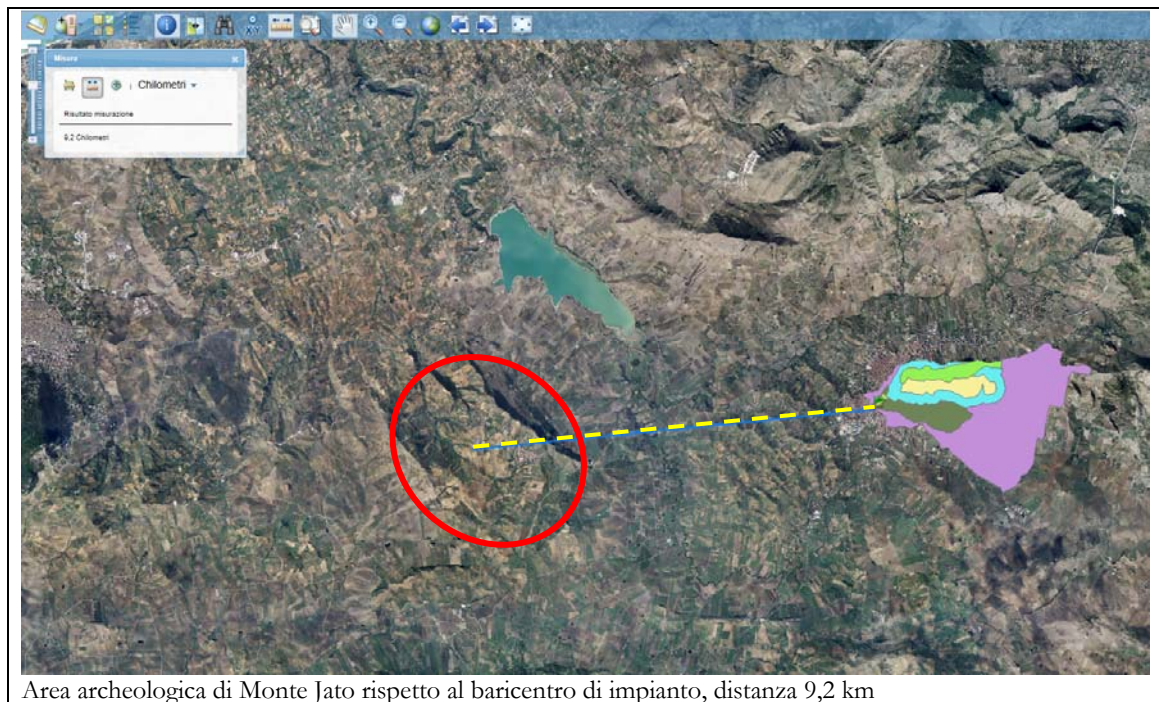 Misure
Chilometri
Risultato misurazione
9,2 Chilometri
Area archeologica di Monte Jato rispetto al baricentro di impianto, distanza 9,2 km